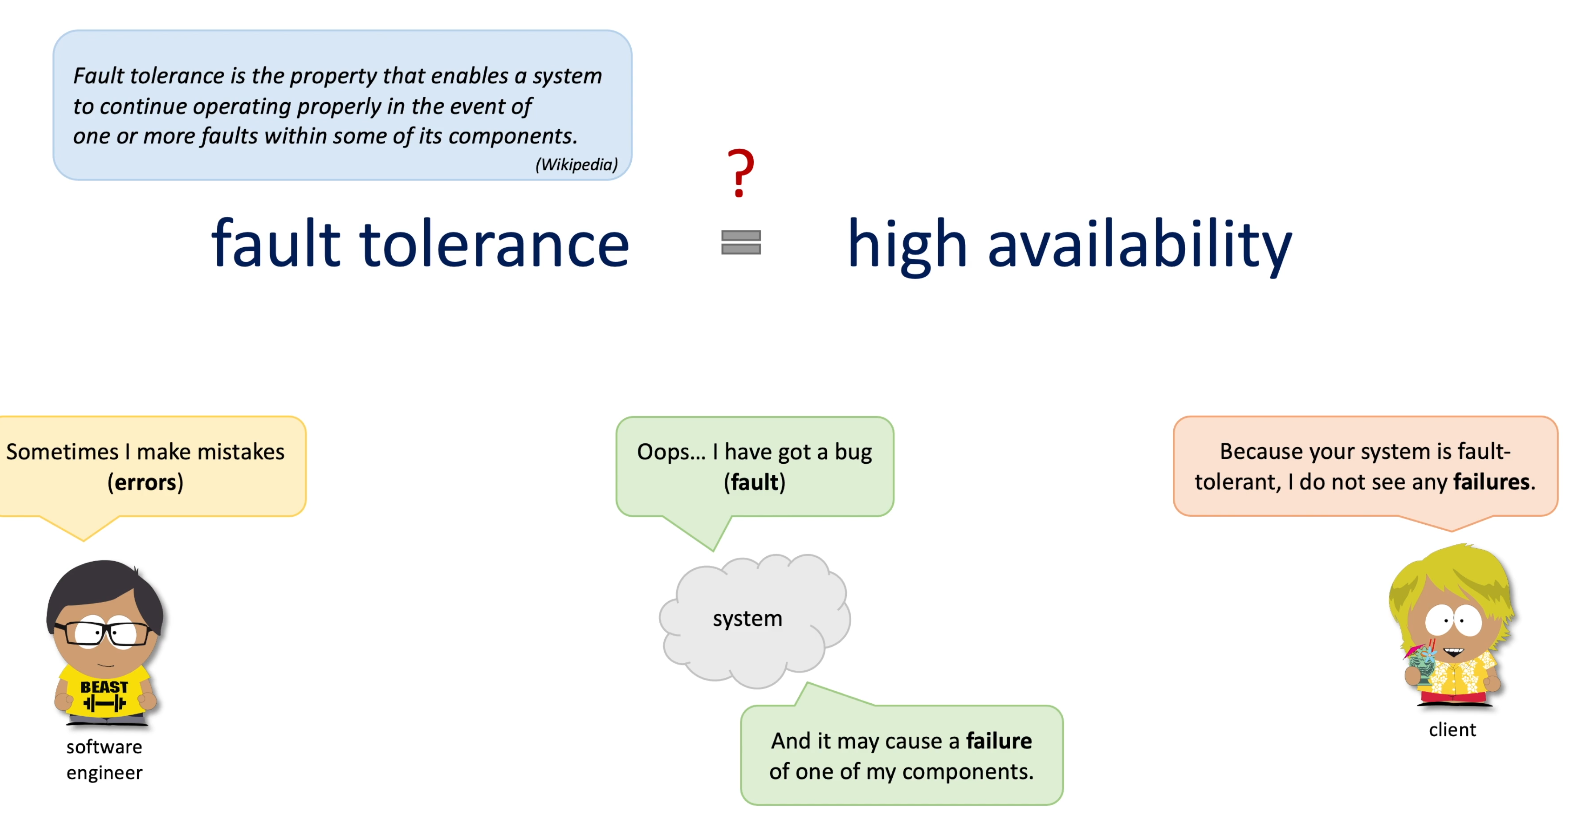 Fault tolerance is the property that enables a system
to continue operating properly in the event of
one or more faults within some of its components.
(Wikipedia)
?
fault tolerance = high availability
Sometimes I make mistakes
(errors)
Oops... I have got a bug
(fault)
Because your system is fault-
tolerant, I do not see any failures.
system
BEAST
software
engineer
And it may cause a failure
of one of my components.
client